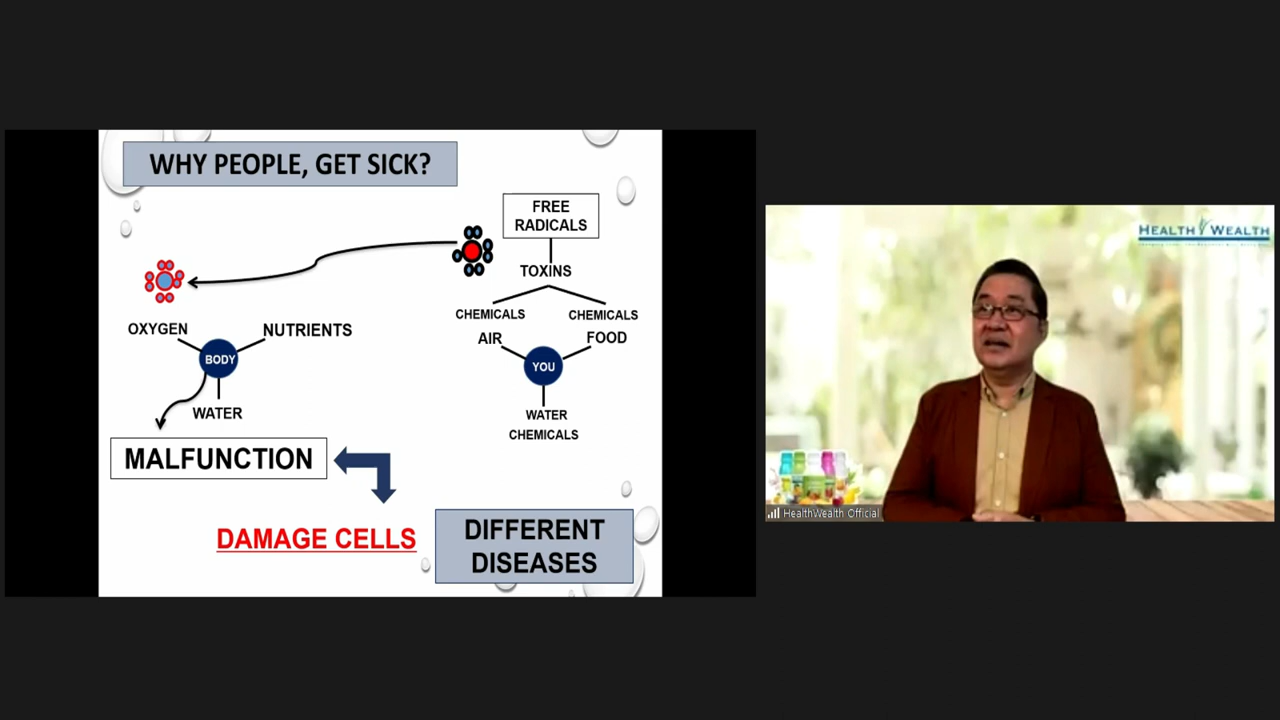 WHY PEOPLE, GET SICK?
FREE
RADICALS
TOXINS
CHEMICALS
CHEMICALS
AIR
FOOD
YOU
WATER
CHEMICALS
OXYGEN
NUTRIENTS
BODY
WATER
MALFUNCTION
DAMAGE CELLS
DIFFERENT
DISEASES
HEALTH WEALTH
HealthWealth Official